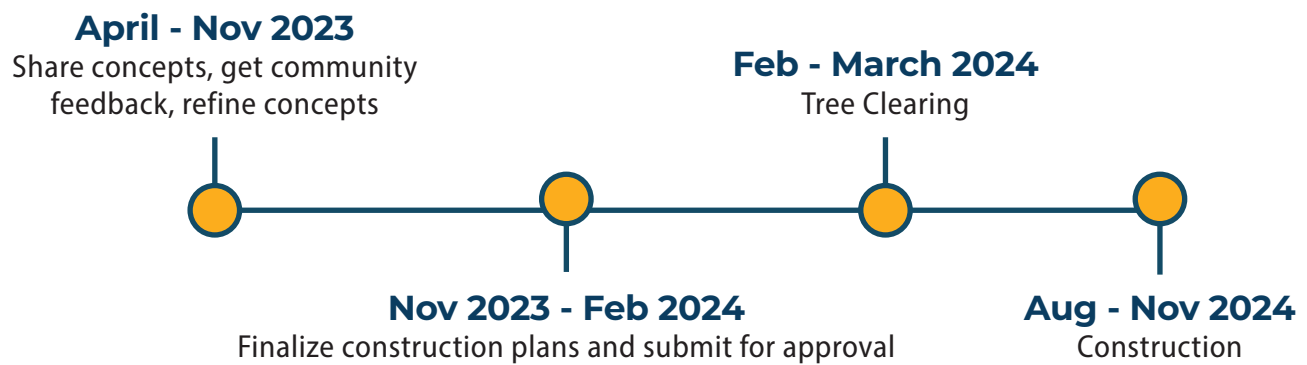 April - Nov 2023
Share concepts, get community
feedback, refine concepts
Nov 2023 - Feb 2024
Finalize construction plans and submit for approval
Feb - March 2024
Tree Clearing
Aug - Nov 2024
Construction